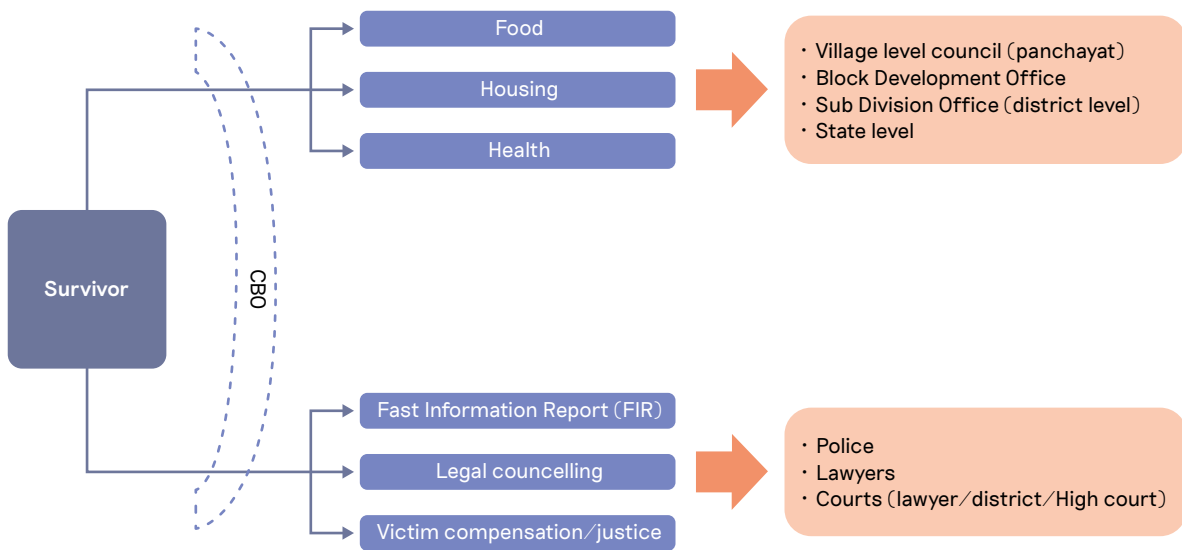 Food
Housing
Health
· Village level council (panchayat)
· Block Development Office
· Sub Division Office (district level)
· State level
Survivor
CBO
Fast Information Report (FIR)
Legal councelling
Victim compensation/justice
· Police
· Lawyers
· Courts (lawyer/district/High court)